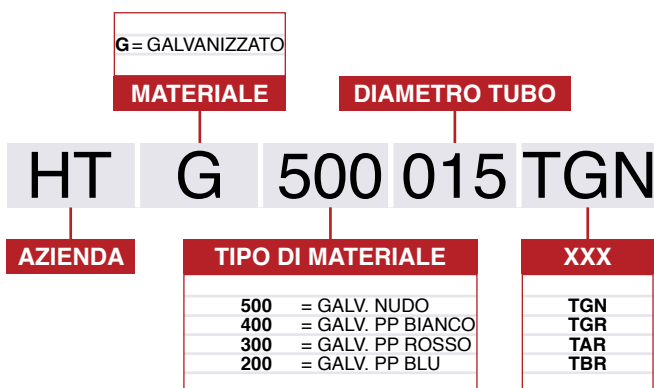 G= GALVANIZZATO
MATERIALE
DIAMETRO TUBO
HT G 500 015 TGN
AZIENDA
TIPO DI MATERIALE
XXX
500 = GALV. NUDO
400 = GALV. PP BIANCO
300 = GALV. PP ROSSO
200 = GALV. PP BLU
TGN
TGR
TAR
TBR